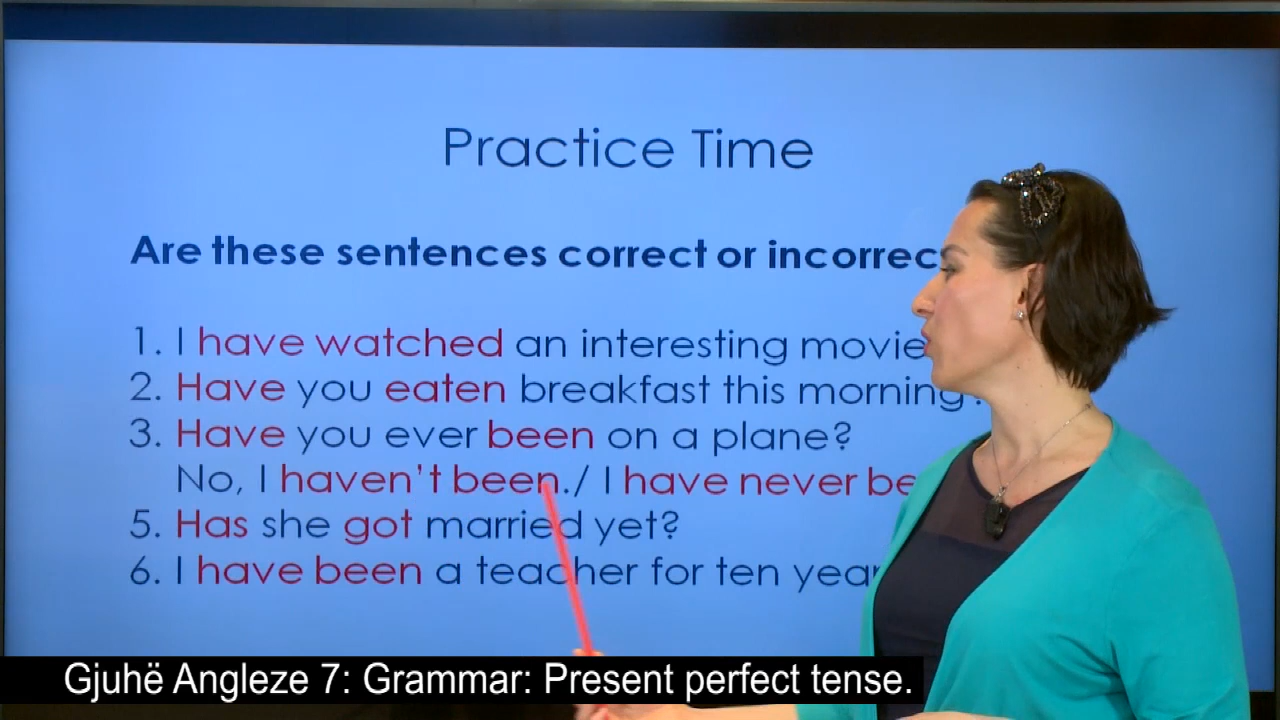 Practice Time
Are these sentences correct or
1. I have watched an interesting movie
2. Have you eaten breakfast this morning?
3. Have you ever been on a plane?
No, I haven't been./ I have never
5. Has she got married yet?
6. I have been a teacher for ten
Gjuhë Angleze 7: Grammar: Present perfect tense.